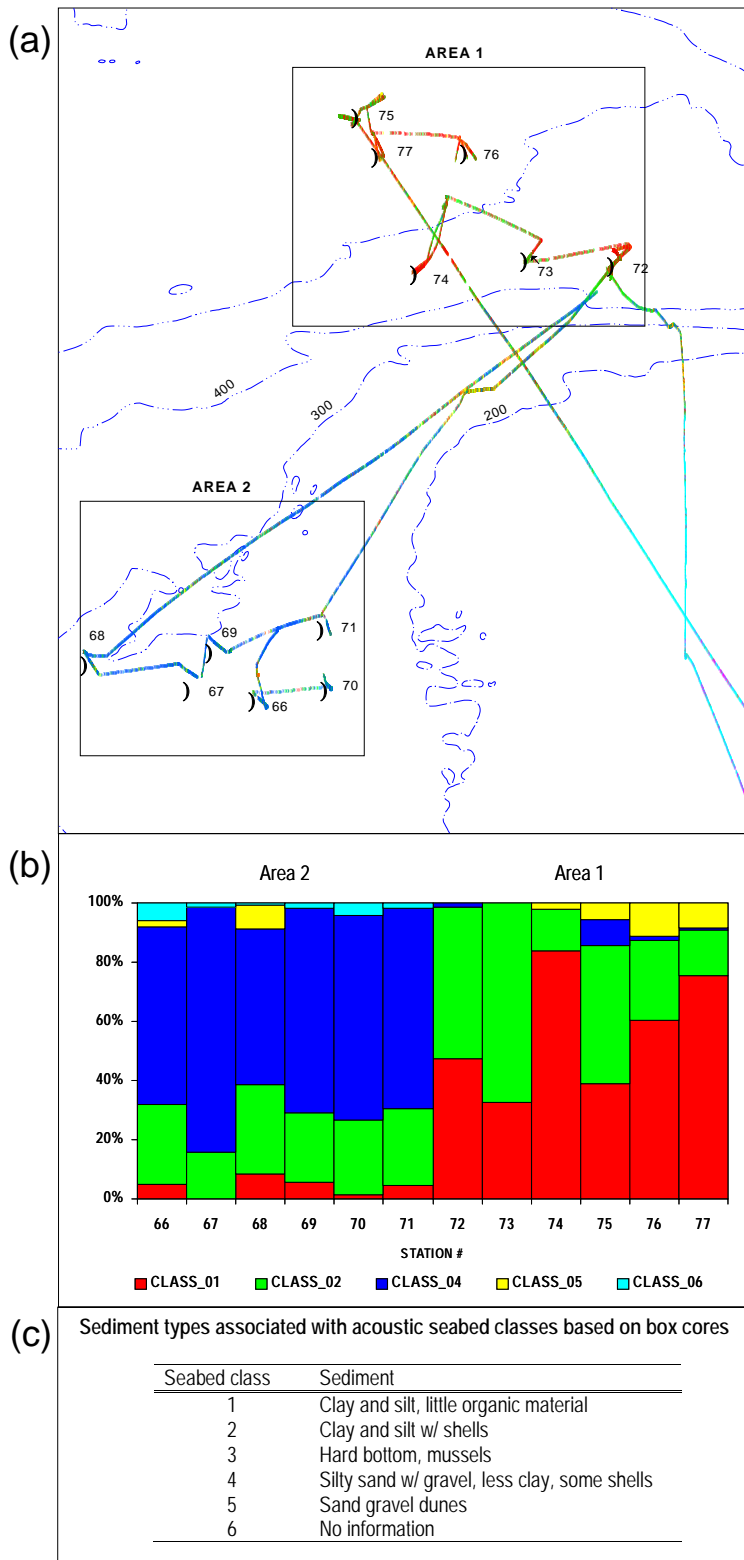 (a)
AREA 1
75
77
76
74
73
72
400
300
200
AREA 2
68
69
71
67
66
70
(b)
Area 2 Area 1
100%
80%
60%
40%
20%
0%
66 67 68 69 70 71 72 73 74 75 76 77
STATION #
CLASS_01 CLASS_02 CLASS_04 CLASS_05 CLASS_06
(c)
Sediment types associated with acoustic seabed classes based on box cores
Seabed class Sediment
1 Clay and silt, little organic material
2 Clay and silt w/ shells
3 Hard bottom, mussels
4 Silty sand w/ gravel, less clay, some shells
5 Sand gravel dunes
6 No information